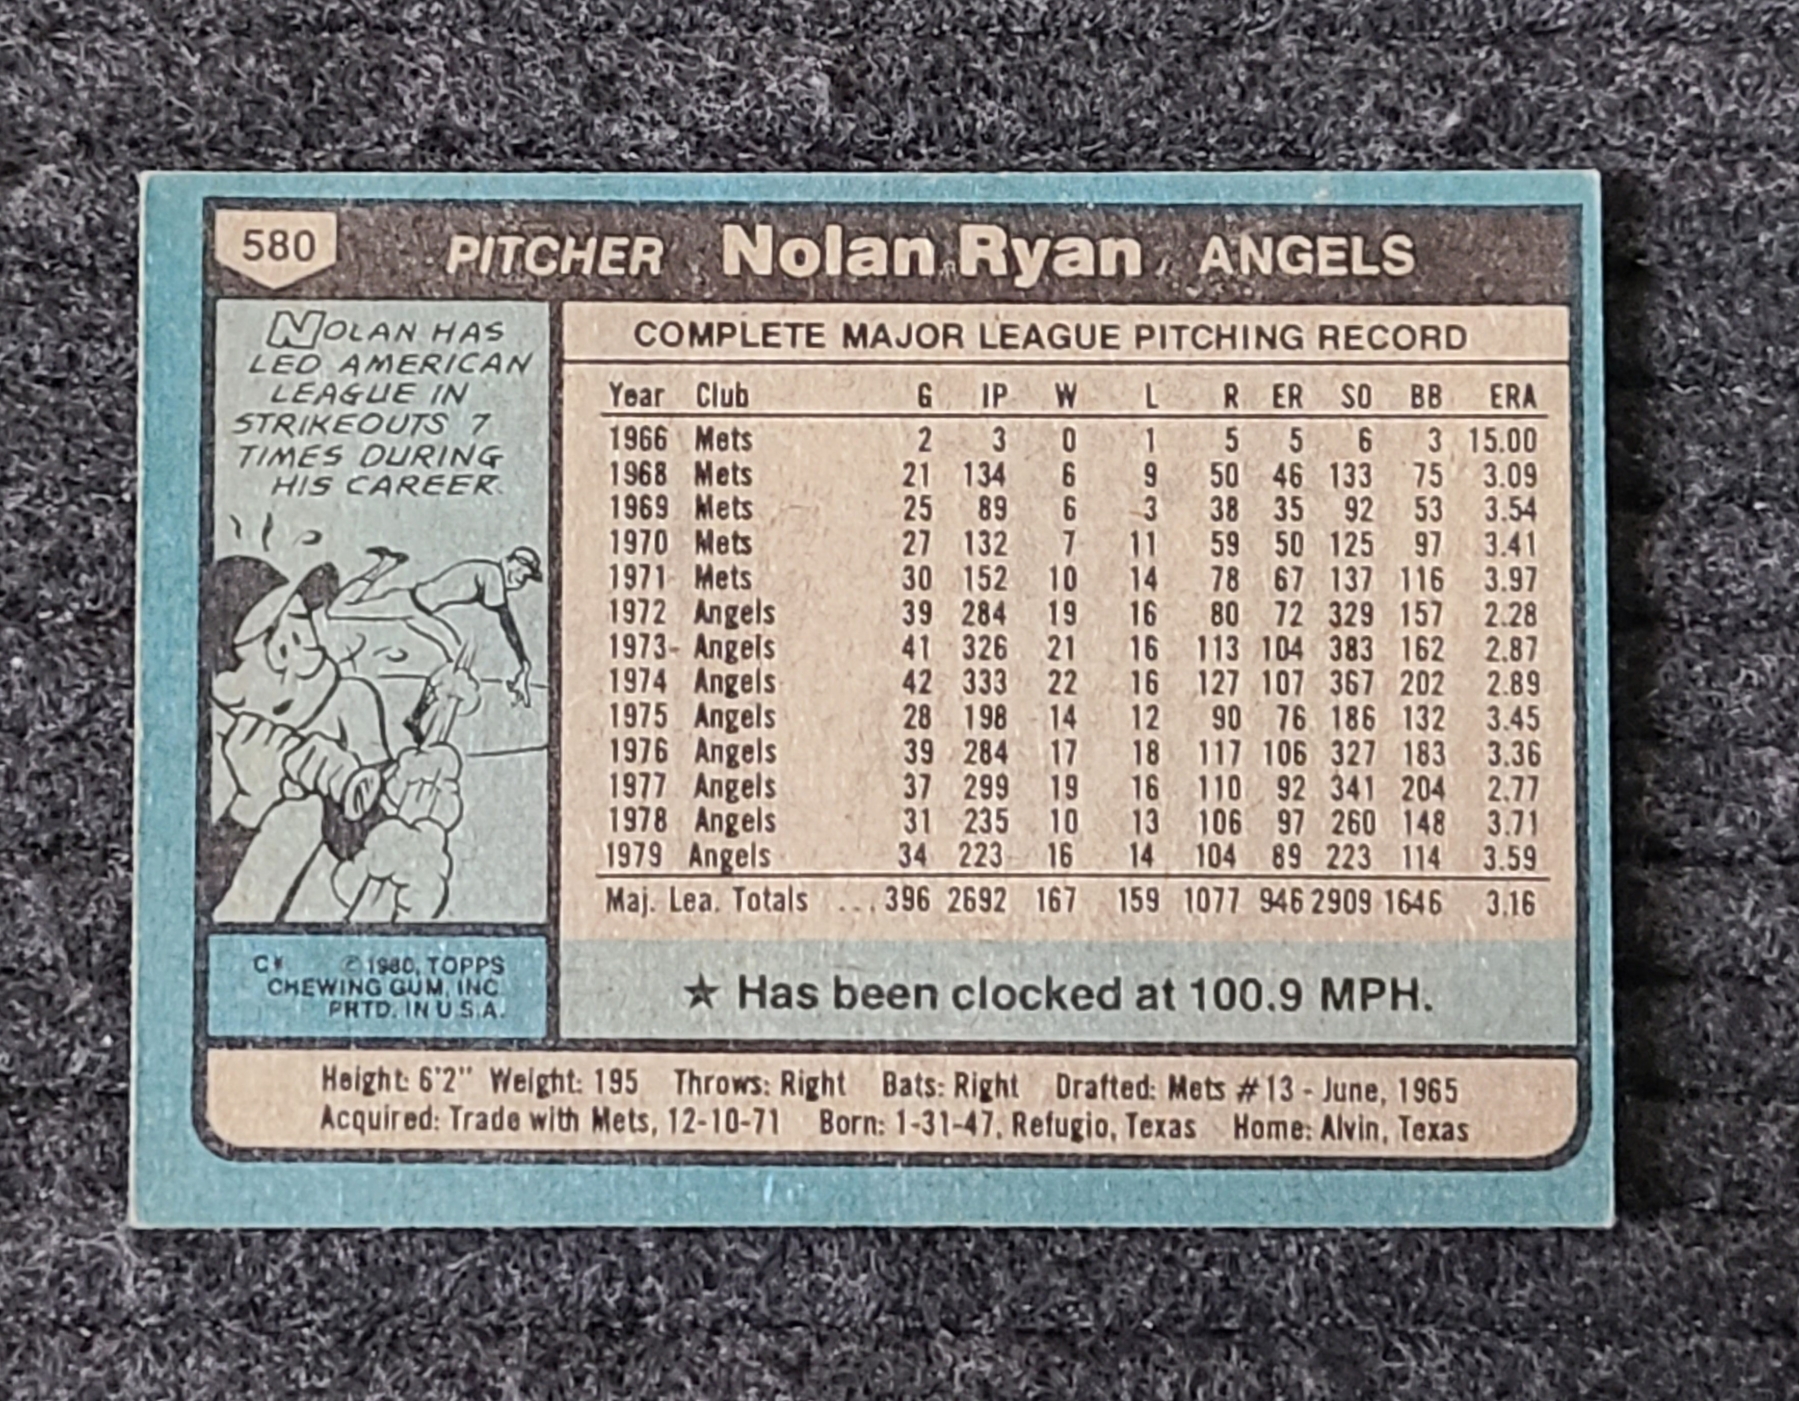 580 PITCHER Nolan Ryan ANGELS
NOLAN HAS
LED AMERICAN
LEAGUE IN
STRIKEOUTS 7
TIMES DURING
HIS CAREER.
COMPLETE MAJOR LEAGUE PITCHING RECORD
Year Club G IP W L R ER SO BB ERA
1966 Mets 2 3 0 1 5 5 6 3 15.00
1968 Mets 21 134 6 9 50 46 133 75 3.09
1969 Mets 25 89 6 3 38 35 92 53 3.54
1970 Mets 27 132 7 11 59 50 125 97 3.41
1971 Mets 30 152 10 14 78 67 137 116 3.97
1972 Angels 39 284 19 16 80 72 329 157 2.28
1973 Angels 41 326 21 16 113 104 383 162 2.87
1974 Angels 42 333 22 16 127 107 367 202 2.89
1975 Angels 28 198 14 12 90 76 186 132 3.45
1976 Angels 39 284 17 18 117 106 327 183 3.36
1977 Angels 37 299 19 16 110 92 341 204 2.77
1978 Angels 31 235 10 13 106 97 260 148 3.71
1979 Angels 34 223 16 14 104 89 223 114 3.59
Maj. Lea. Totals ... 396 2692 167 159 1077 946 2909 1646 3.16
C* © 1980, TOPPS
CHEWING GUM, INC
PRTD. IN U.S.A.
★ Has been clocked at 100.9 MPH.
Height: 6'2" Weight: 195 Throws: Right Bats: Right Drafted: Mets #13 - June, 1965
Acquired: Trade with Mets, 12-10-71 Born: 1-31-47, Refugio, Texas Home: Alvin, Texas